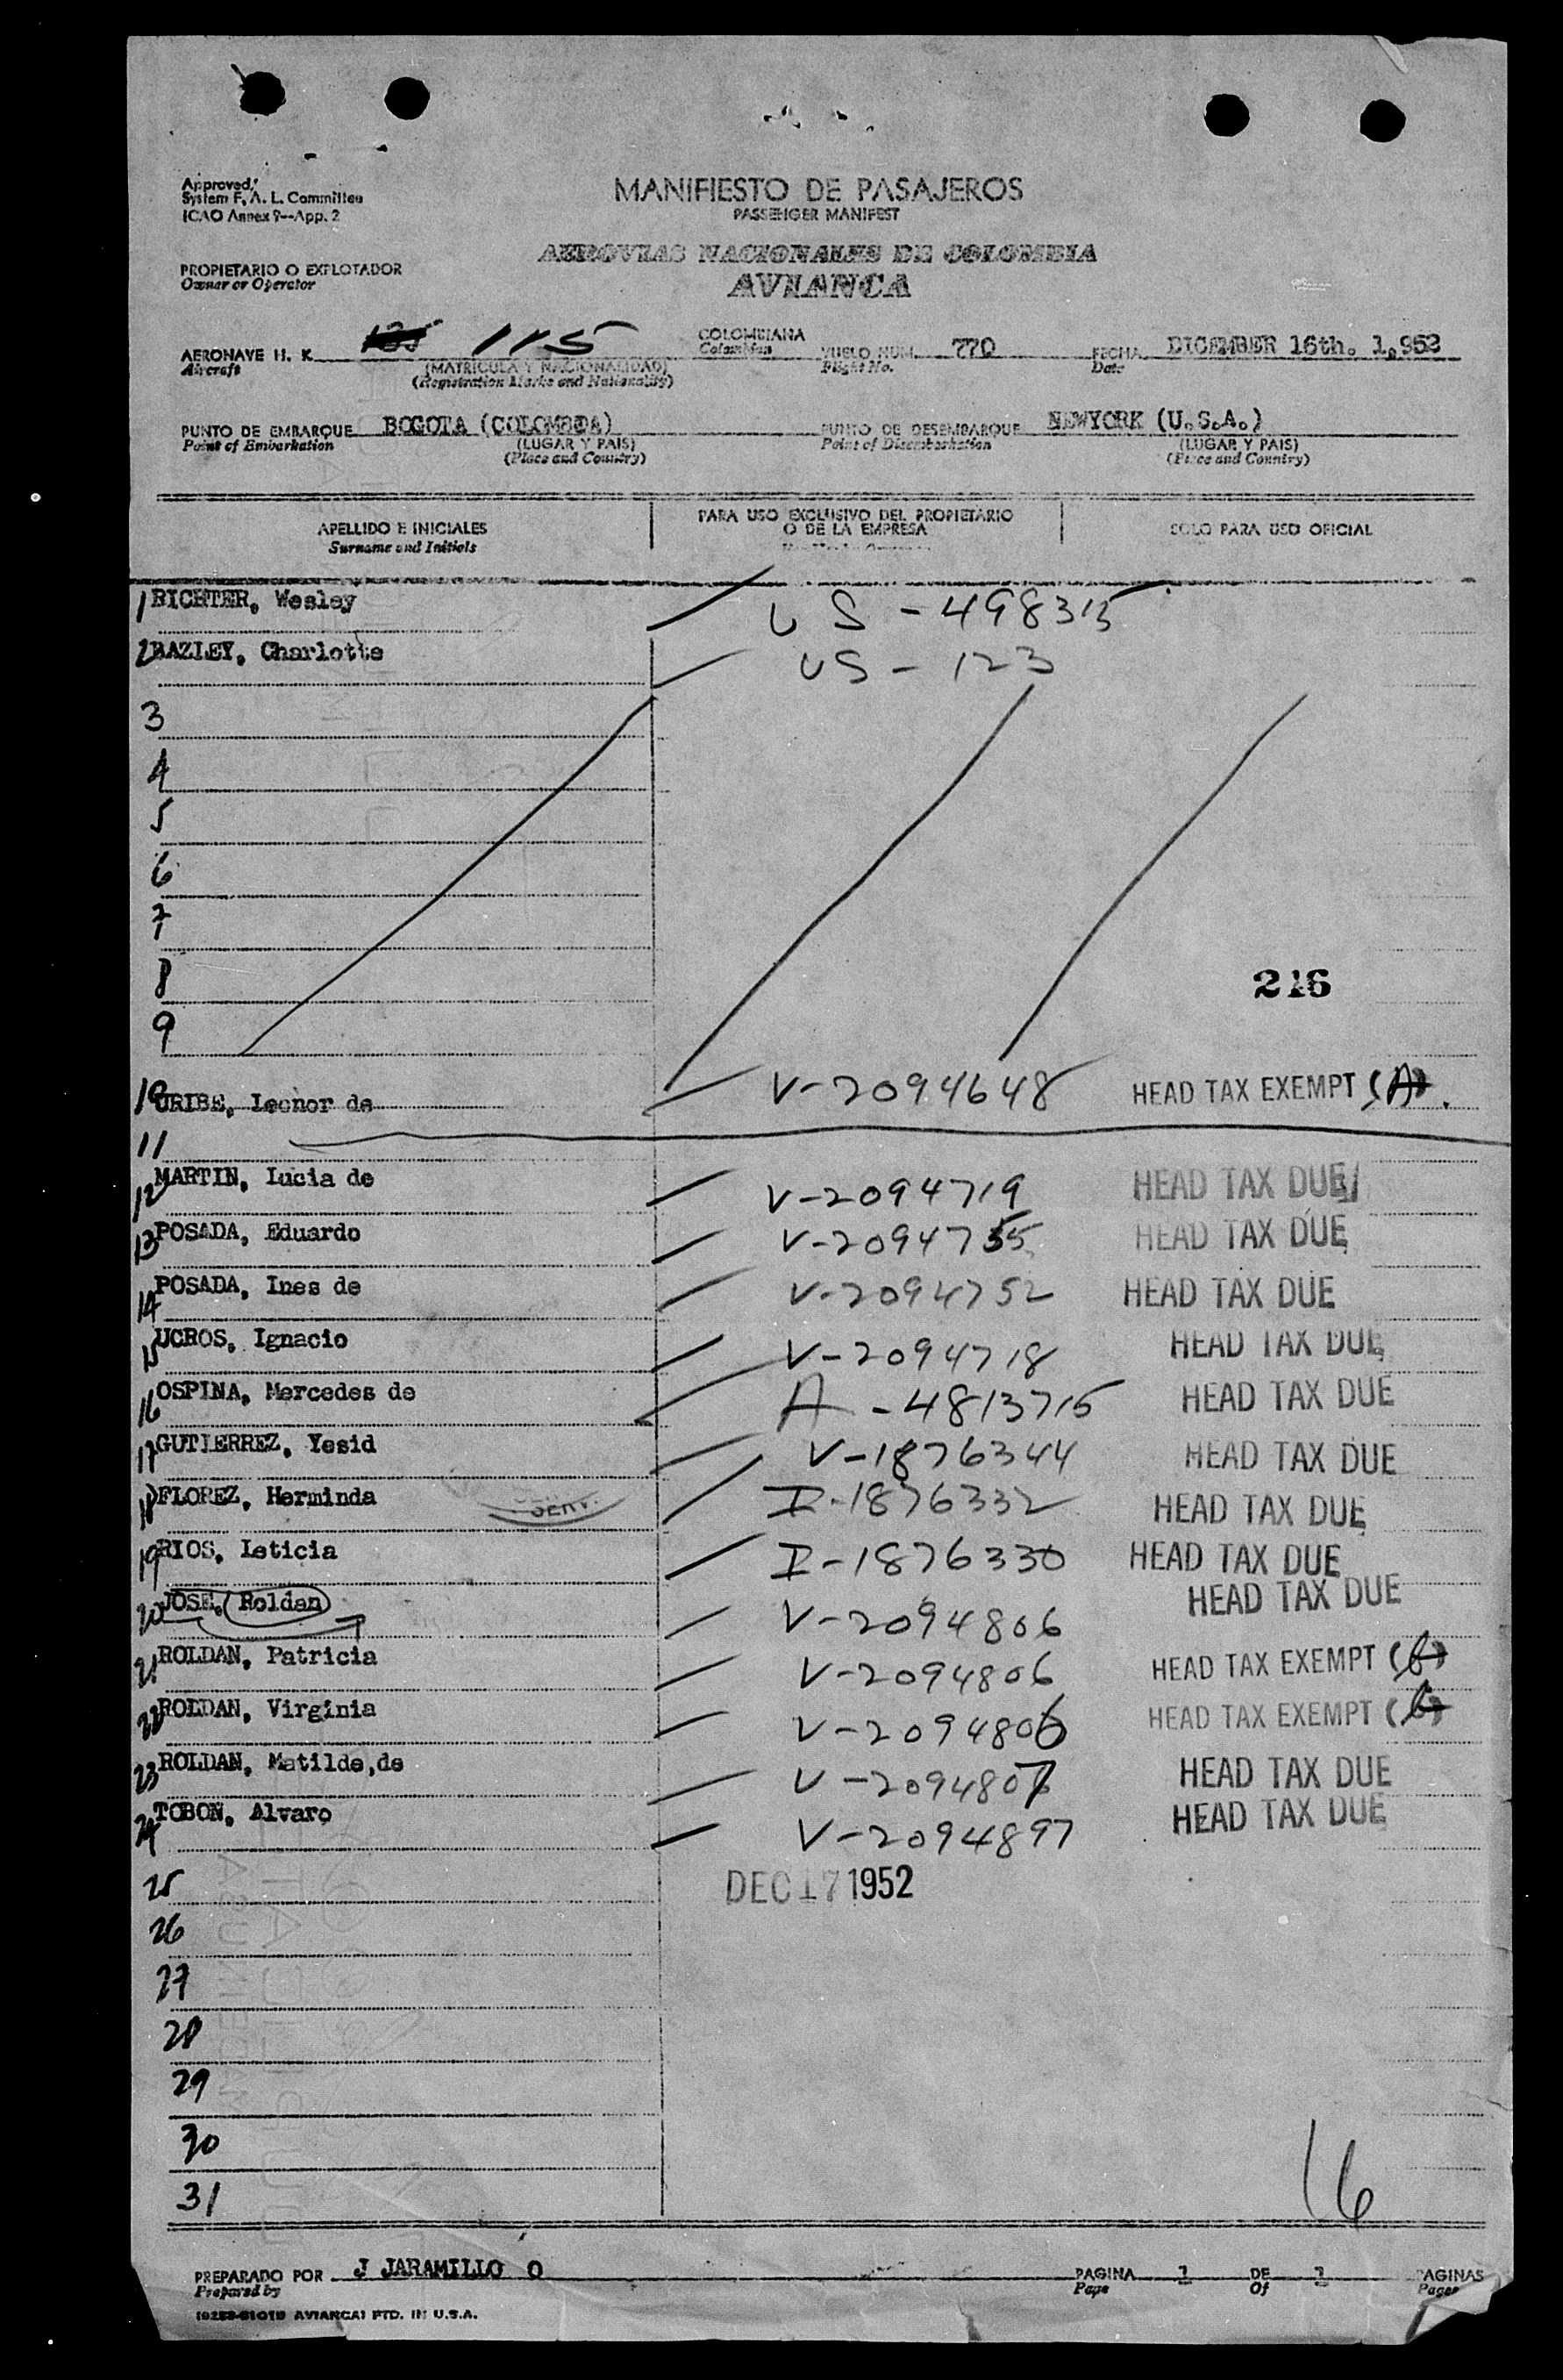 Approved:
System F. A. L. Committee
ICAO Annex 9--App. 2
MANIFIESTO DE PASAJEROS
PASSENGER MANIFEST
AEROVIAS NACIONALES DE COLOMBIA
AVIANCA
PROPIETARIO O EXPLOTADOR
Owner or Operator
AERONAVE H. K. 115 COLOMBIANA VUELO NUM. 770 FECHA DICEMBER 16th. 1,952
Aircraft (MATRICULA Y NACIONALIDAD) Colombian Flight No. Date
(Registration Marks and Nationality)
PUNTO DE EMBARQUE BOGOTA (COLOMBIA) PUNTO DE DESEMBARQUE NEWYORK (U.S.A.)
Point of Embarkation (LUGAR Y PAIS) Point of Disembarkation (LUGAR Y PAIS)
(Place and Country) (Place and Country)
APELLIDO E INICIALES PARA USO EXCLUSIVO DEL PROPIETARIO SOLO PARA USO OFICIAL
Surname and Initials O DE LA EMPRESA
1 RICHTER, Wesley US-498315
2 BAZLEY, Charlotte US-123
3
4
5
6
7
8
216
9
10 URIBE, Leonor de V-2094648 HEAD TAX EXEMPT (A)
11
12 MARTIN, Lucia de V-2094719 HEAD TAX DUE
13 POSADA, Eduardo V-2094755 HEAD TAX DUE
14 POSADA, Ines de V-2094752 HEAD TAX DUE
15 UCROS, Ignacio V-2094718 HEAD TAX DUE
16 OSPINA, Mercedes de A-4813715 HEAD TAX DUE
17 GUTIERREZ, Yesid V-1876344 HEAD TAX DUE
18 FLOREZ, Herminda I-1876332 HEAD TAX DUE
19 RIOS, Leticia I-1876330 HEAD TAX DUE
20 JOSE, Roldan V-2094806 HEAD TAX DUE
21 ROLDAN, Patricia V-2094806 HEAD TAX EXEMPT
22 ROLDAN, Virginia V-2094806 HEAD TAX EXEMPT
23 ROLDAN, Matilde,de V-2094807 HEAD TAX DUE
24 TOBON, Alvaro V-2094897 HEAD TAX DUE
25 DEC 17 1952
26
27
28
29
30
31
16
PREPARADO POR J JARAMILLO O PAGINA 1 DE 1 PAGINAS
Prepared by Page Of Pages
AVIANCA: PTD. IN U.S.A.